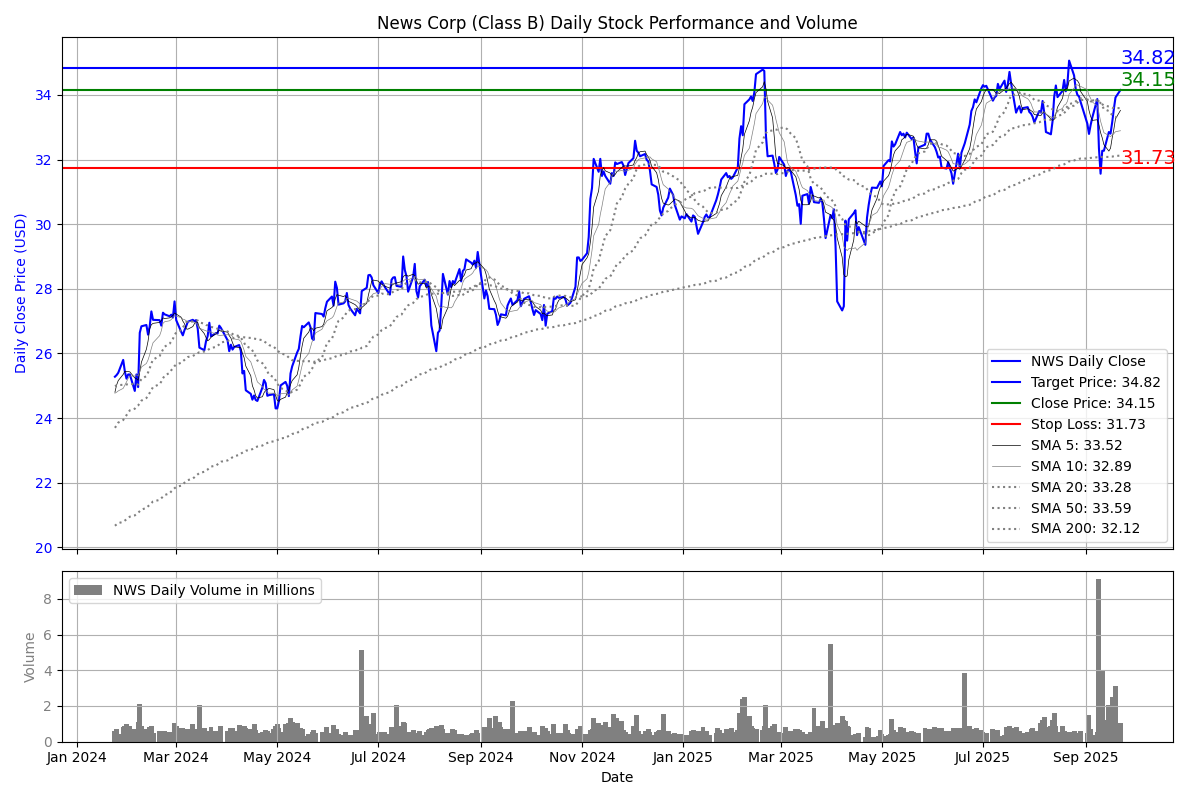 News Corp (Class B) Daily Stock Performance and Volume
34.82
34.15
31.73
Daily Close Price (USD)
34
32
30
28
26
24
22
20
NWS Daily Close
Target Price: 34.82
Close Price: 34.15
Stop Loss: 31.73
SMA 5: 33.52
SMA 10: 32.89
SMA 20: 33.28
SMA 50: 33.59
SMA 200: 32.12
NWS Daily Volume in Millions
Volume
8
6
4
2
0
Jan 2024 Mar 2024 May 2024 Jul 2024 Sep 2024 Nov 2024 Jan 2025 Mar 2025 May 2025 Jul 2025 Sep 2025
Date